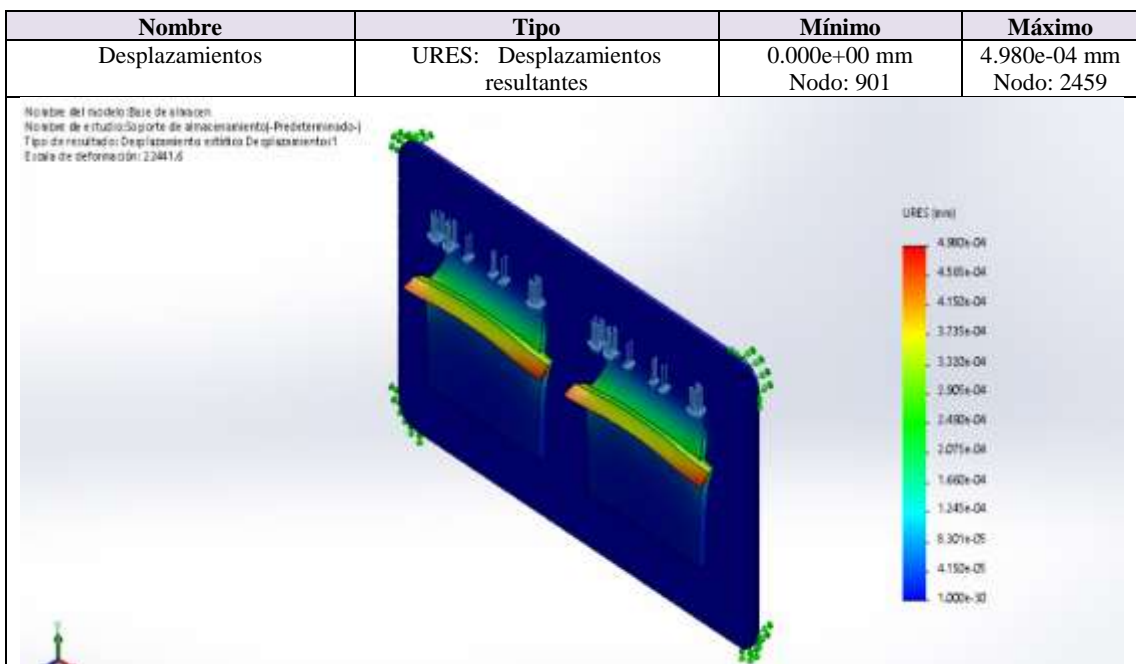 Nombre Tipo Mínimo Máximo
Desplazamientos URES: Desplazamientos resultantes 0.000e+00 mm Nodo: 901 4.980e-04 mm Nodo: 2459
Nombre del modelo:Base de almacen
Nombre de estudio:Soporte de almacenamiento(-Predeterminado-)
Tipo de resultado: Desplazamiento estático Desplazamientos1
Escala de deformación: 22441,6
URES (mm)
4.980e-04
4.565e-04
4.150e-04
3.735e-04
3.320e-04
2.905e-04
2.490e-04
2.075e-04
1.660e-04
1.245e-04
8.301e-05
4.150e-05
1.000e-30